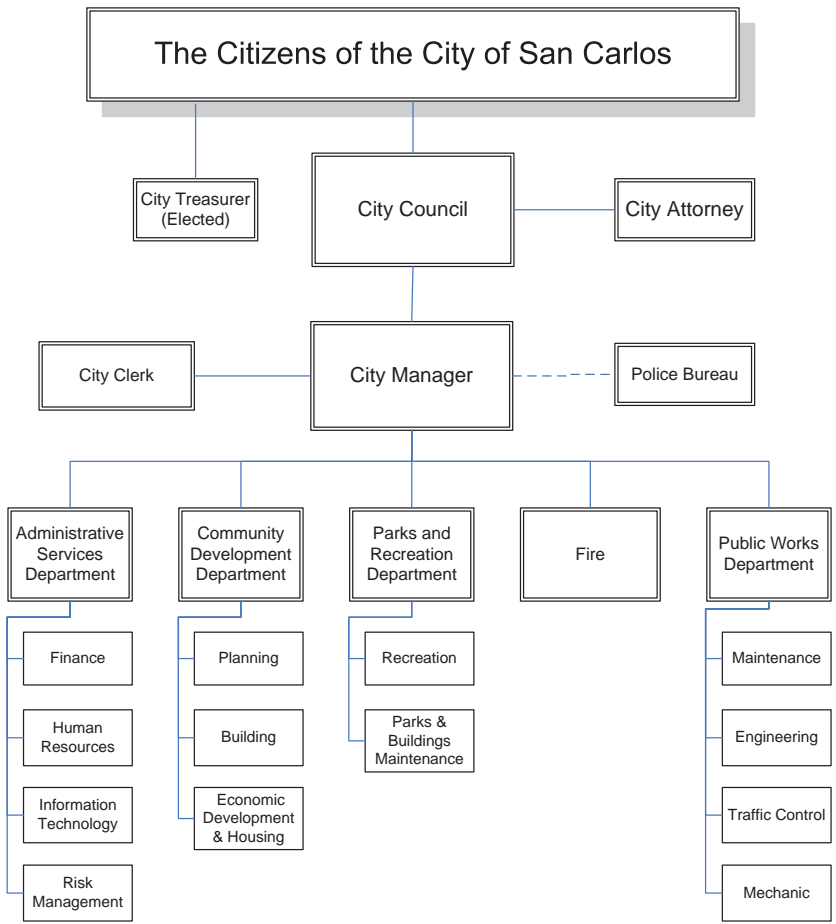 The Citizens of the City of San Carlos
City Treasurer
(Elected)
City Council
City Attorney
City Clerk
City Manager
Police Bureau
Administrative
Services
Department
Community
Development
Department
Parks and
Recreation
Department
Fire
Public Works
Department
Finance
Planning
Recreation
Maintenance
Human
Resources
Building
Parks &
Buildings
Maintenance
Engineering
Information
Technology
Economic
Development
& Housing
Traffic Control
Risk
Management
Mechanic